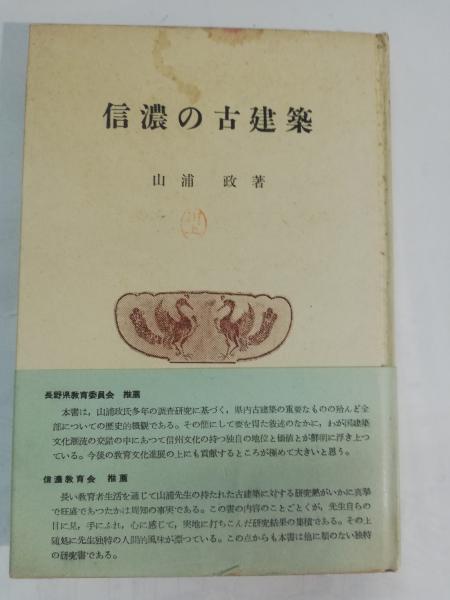 信濃の古建築
山浦 政著
川上
長野県教育委員会 推薦
本書は，山浦政氏多年の調査研究に基づく，県内古建築の重要なものの殆んど全
部についての歴史的概観である。その簡にして要を得た叙述のなかに，わが国建築
文化潮流の交錯の中にあつて信州文化の持つ独自の地位と価値とが鮮明に浮き上つ
ている。今後の教育文化進展の上にも貢献するところが極めて大きいと思う。
信濃教育会 推薦
長い教育者生活を通じて山浦先生の持たれた古建築に対する研究熱がいかに真摯
で旺盛であつたかは周知の事実である。この書の内容のことごとくが，先生自らの
目に見，手にふれ，心に感じて，実地に打ちこんだ研究結果の集積である。その上
随処に先生独特の人間的風味が漂つている。この点からも本書は他に類のない独特
の研究書である。